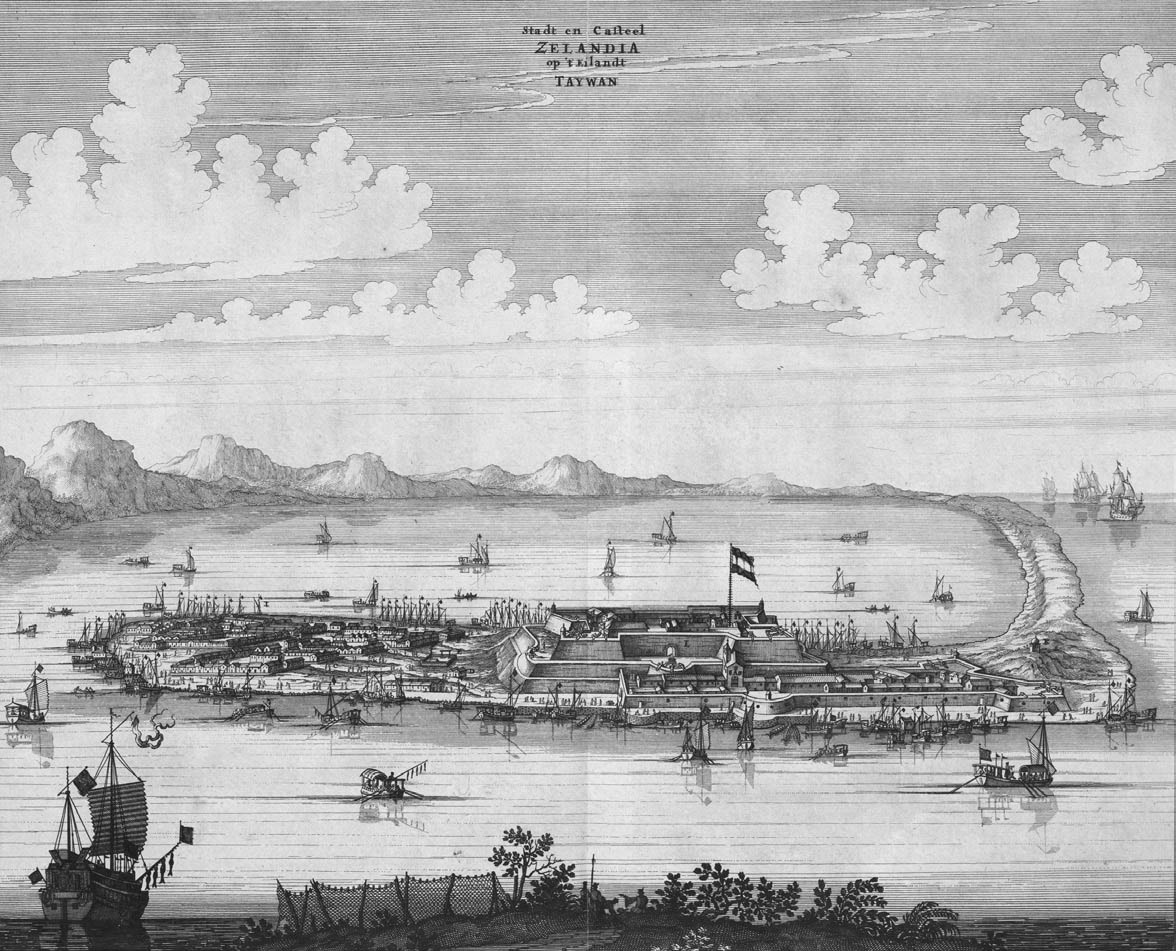 Stadt en Casteel
ZELANDIA
op 't Eilandt
TAYWAN